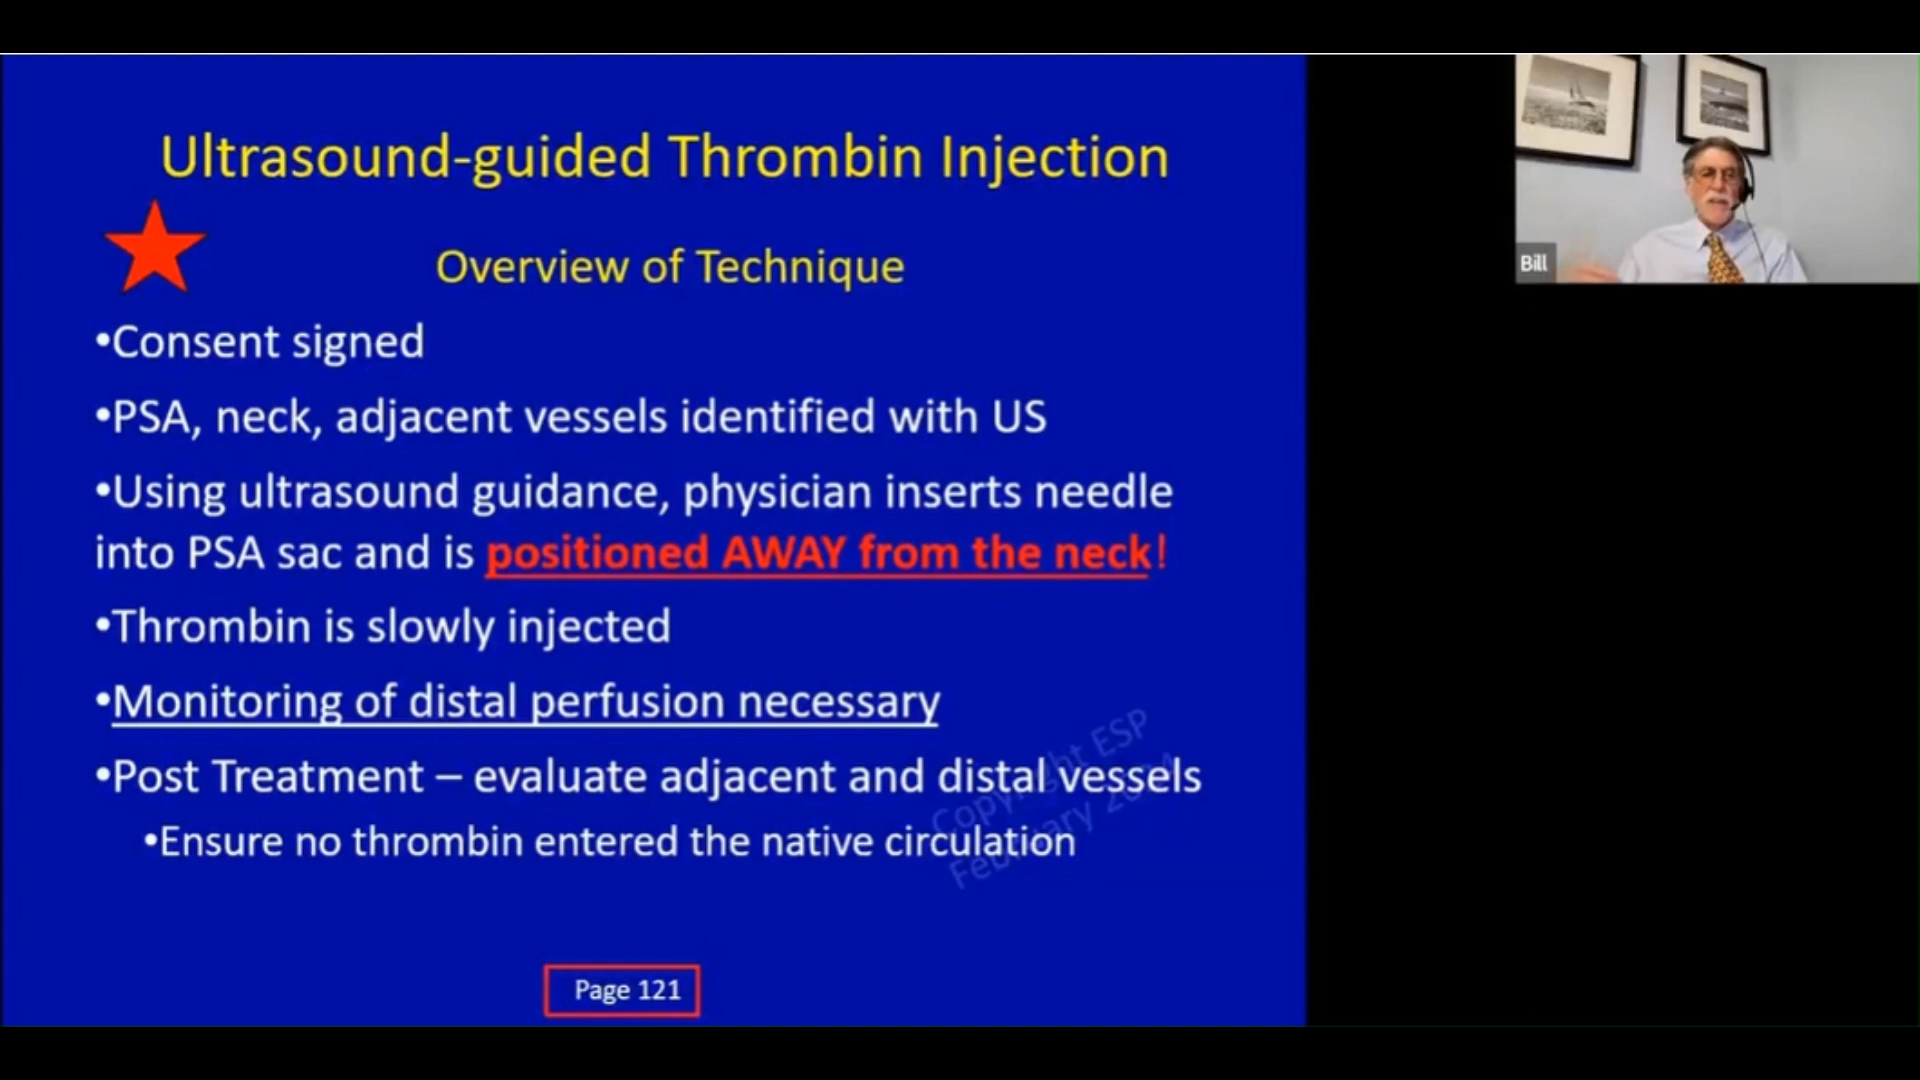 Ultrasound-guided Thrombin Injection
Overview of Technique
•Consent signed
•PSA, neck, adjacent vessels identified with US
•Using ultrasound guidance, physician inserts needle
into PSA sac and is positioned AWAY from the neck!
•Thrombin is slowly injected
•Monitoring of distal perfusion necessary
•Post Treatment – evaluate adjacent and distal vessels
•Ensure no thrombin entered the native circulation
Copyright ESP
February
Page 121
Bill